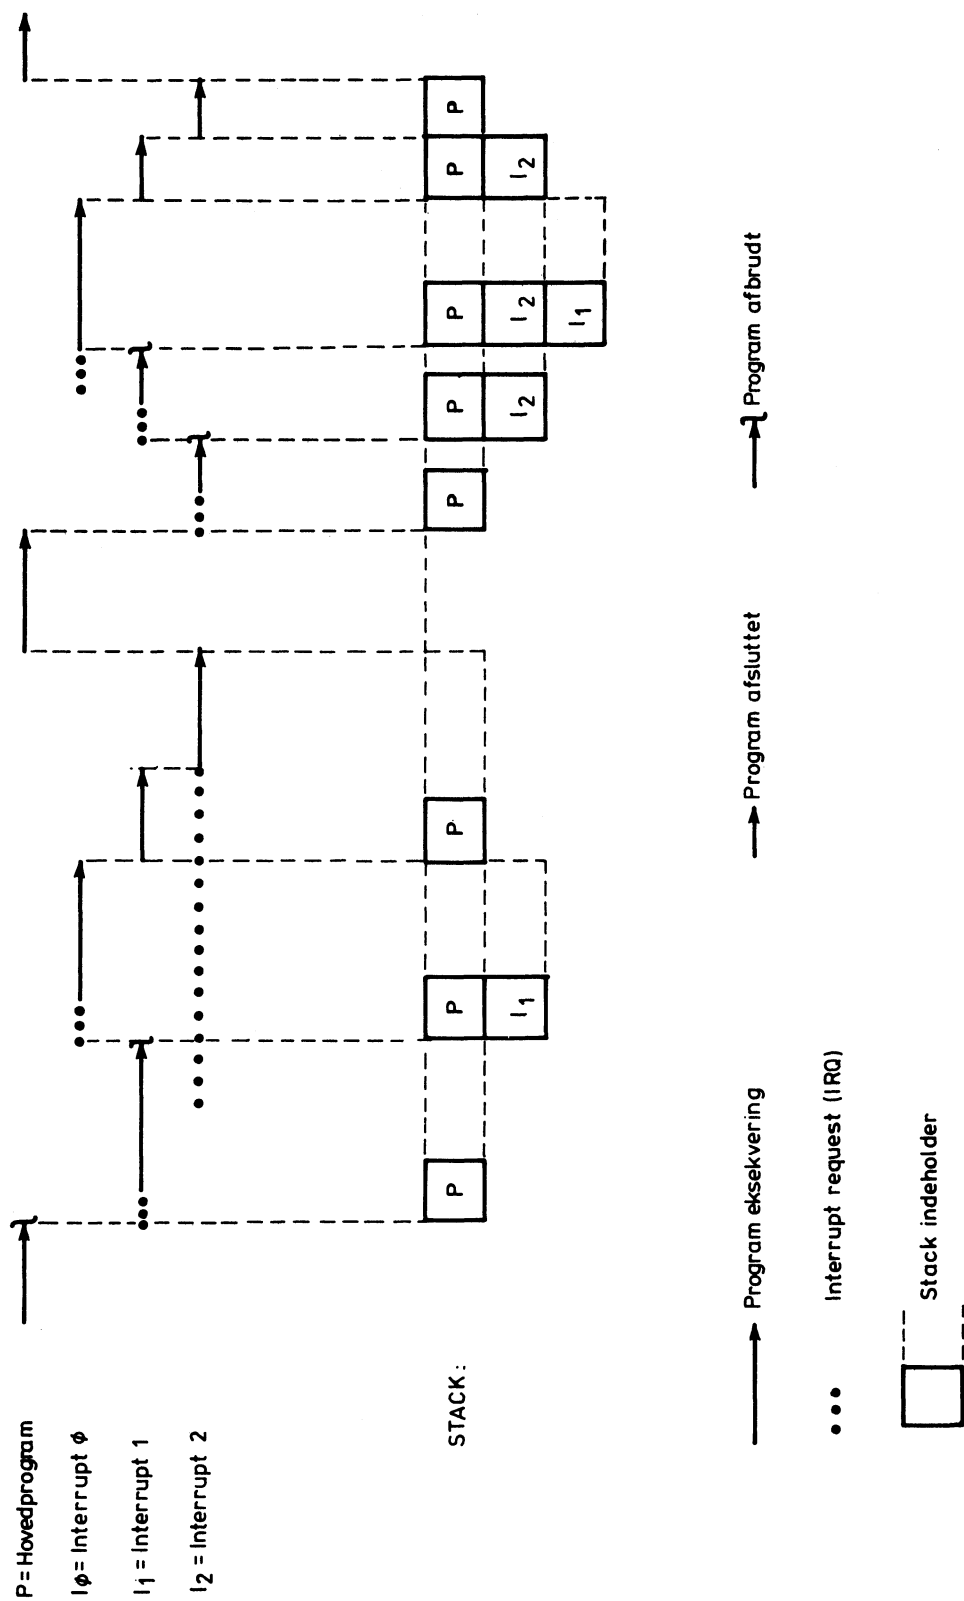 P = Hovedprogram
Iϕ = Interrupt ϕ
I₁ = Interrupt 1
I₂ = Interrupt 2
STACK:
P
P
I₁
P
P
P
I₂
P
I₂
I₁
P
I₂
P
Program eksekvering
Program afsluttet
Program afbrudt
Interrupt request (IRQ)
Stack indeholder